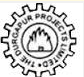 THE DURGAPUR PROJECTS LIMITED